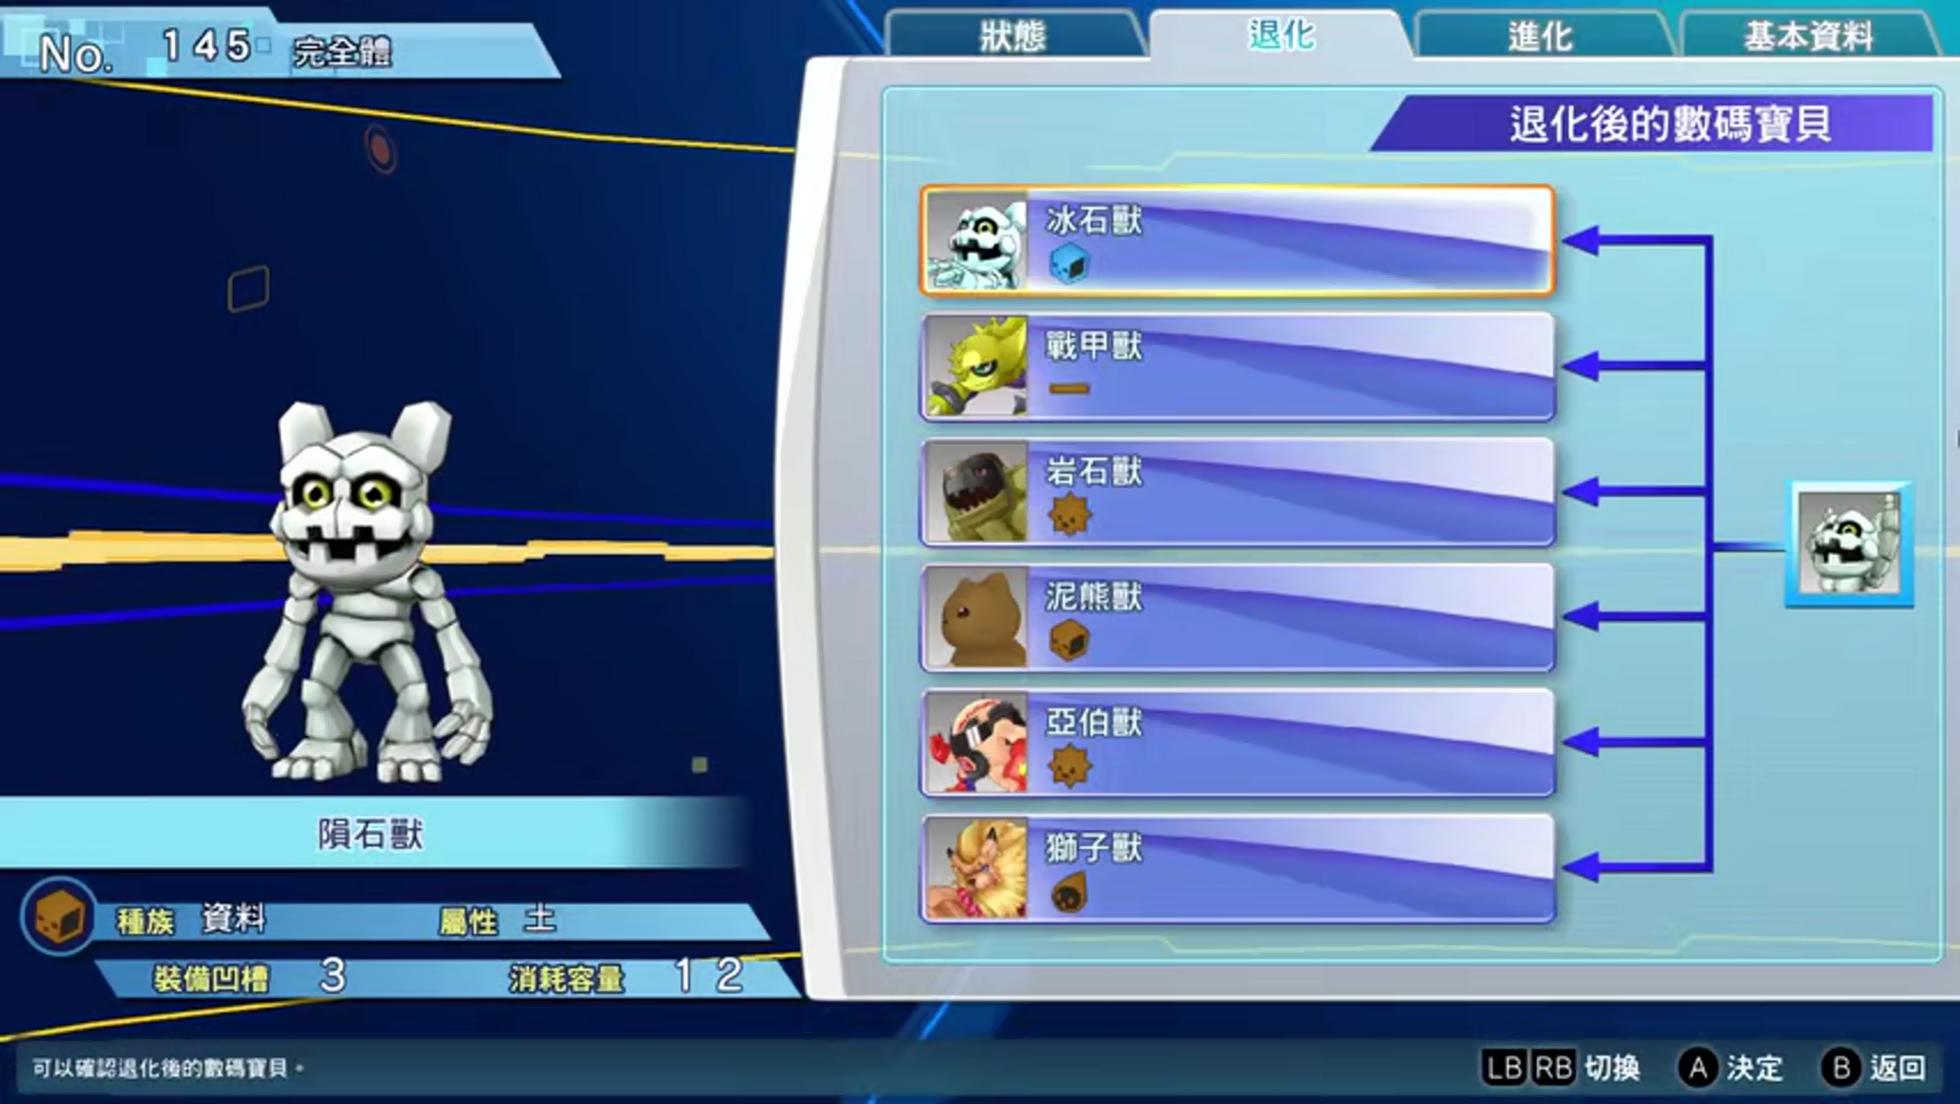 No. 145 完全體
狀態 退化 進化 基本資料
退化後的數碼寶貝
冰石獸
戰甲獸
岩石獸
泥熊獸
亞伯獸
獅子獸
隕石獸
種族 資料 屬性 土
裝備凹槽 3 消耗容量 12
可以確認退化後的數碼寶貝。
LB RB 切換 A 決定 B 返回